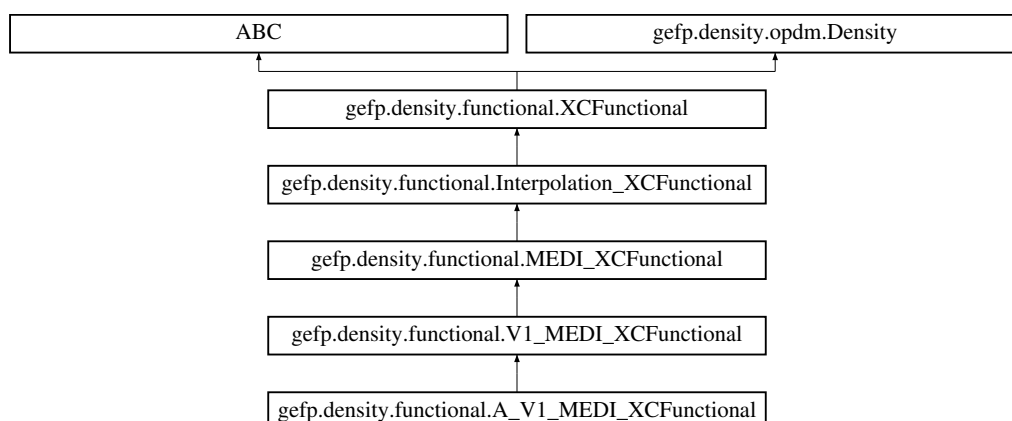 ABC
gefp.density.opdm.Density
gefp.density.functional.XCFunctional
gefp.density.functional.Interpolation_XCFunctional
gefp.density.functional.MEDI_XCFunctional
gefp.density.functional.V1_MEDI_XCFunctional
gefp.density.functional.A_V1_MEDI_XCFunctional